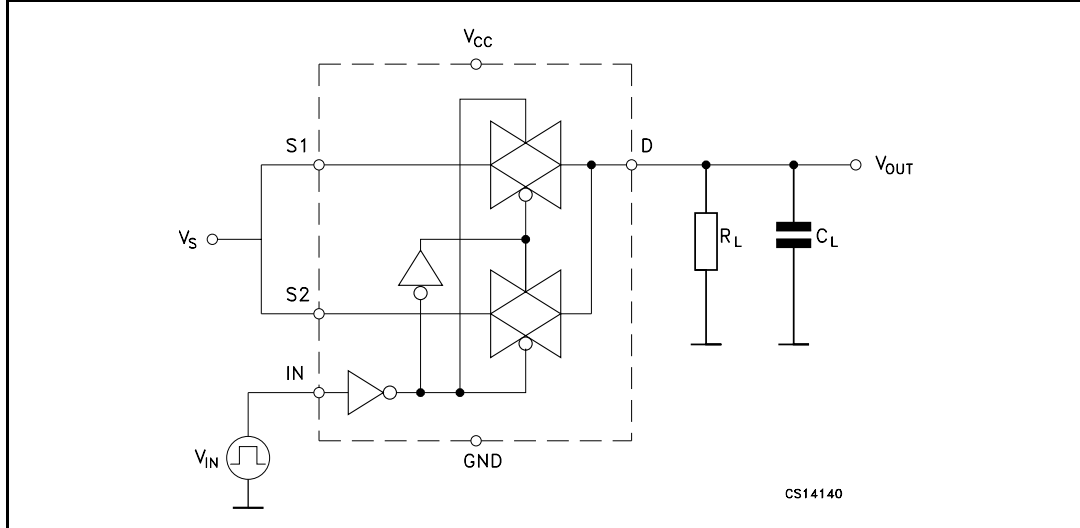 VCC
S1
D
VOUT
VS
RL
CL
S2
IN
VIN
GND
CS14140